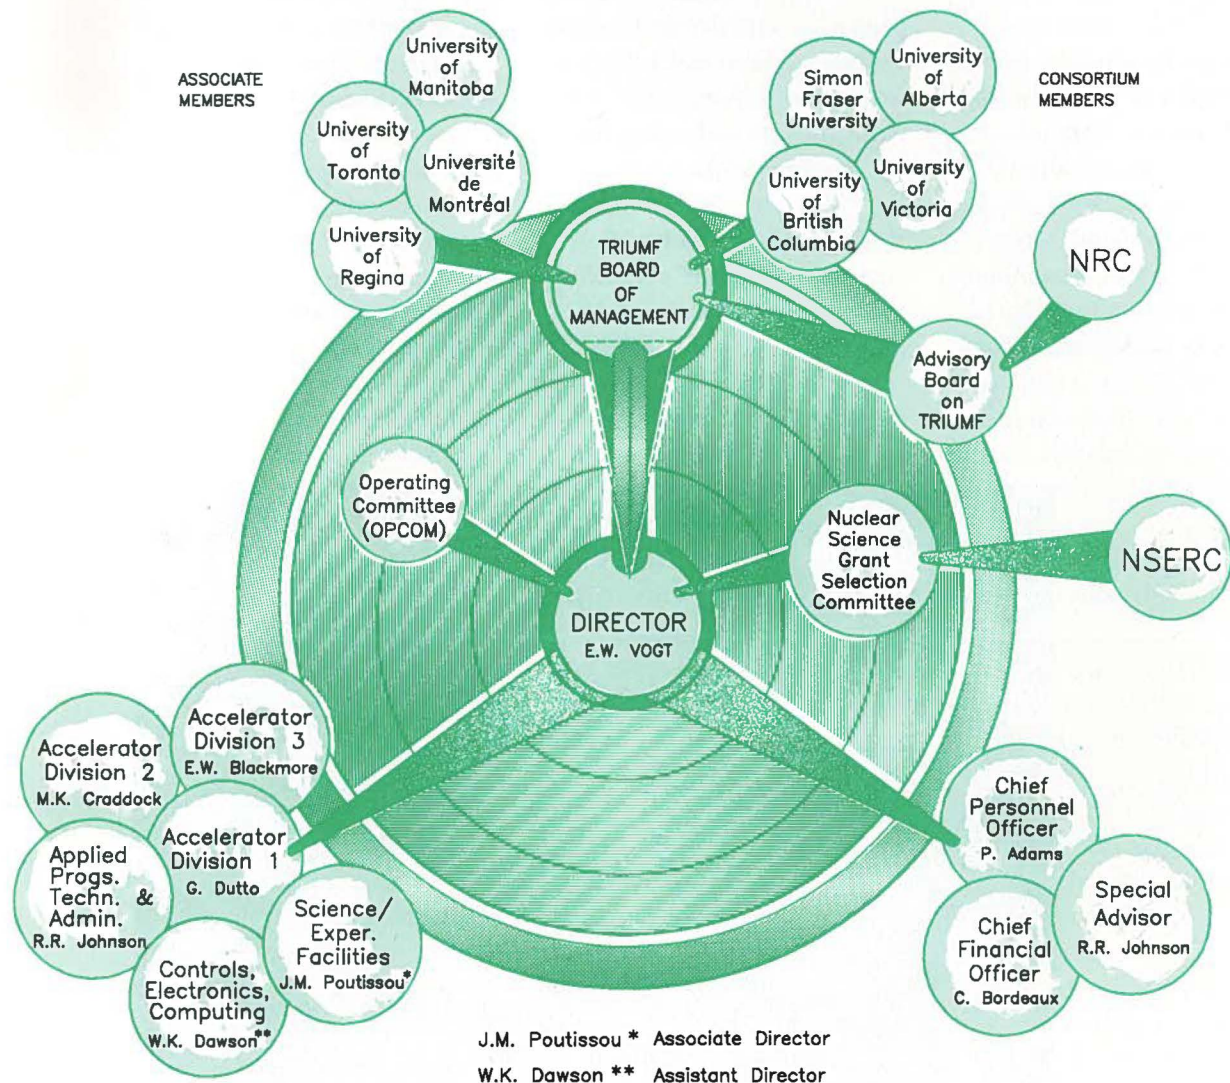 ASSOCIATE
MEMBERS
University
of
Manitoba
University
of
Toronto
Université
de
Montréal
University
of
Regina
CONSORTIUM
MEMBERS
Simon
Fraser
University
University
of
Alberta
University
of
British
Columbia
University
of
Victoria
TRIUMF
BOARD
OF
MANAGEMENT
NRC
Advisory
Board
on
TRIUMF
Operating
Committee
(OPCOM)
Nuclear
Science
Grant
Selection
Committee
NSERC
DIRECTOR
E.W. VOGT
Accelerator
Division 3
E.W. Blackmore
Accelerator
Division 2
M.K. Craddock
Accelerator
Division 1
G. Dutto
Applied
Progs.
Techn. &
Admin.
R.R. Johnson
Science/
Exper.
Facilities
J.M. Poutissou*
Controls,
Electronics,
Computing
W.K. Dawson**
Chief
Personnel
Officer
P. Adams
Special
Advisor
R.R. Johnson
Chief
Financial
Officer
C. Bordeaux
J.M. Poutissou * Associate Director
W.K. Dawson ** Assistant Director